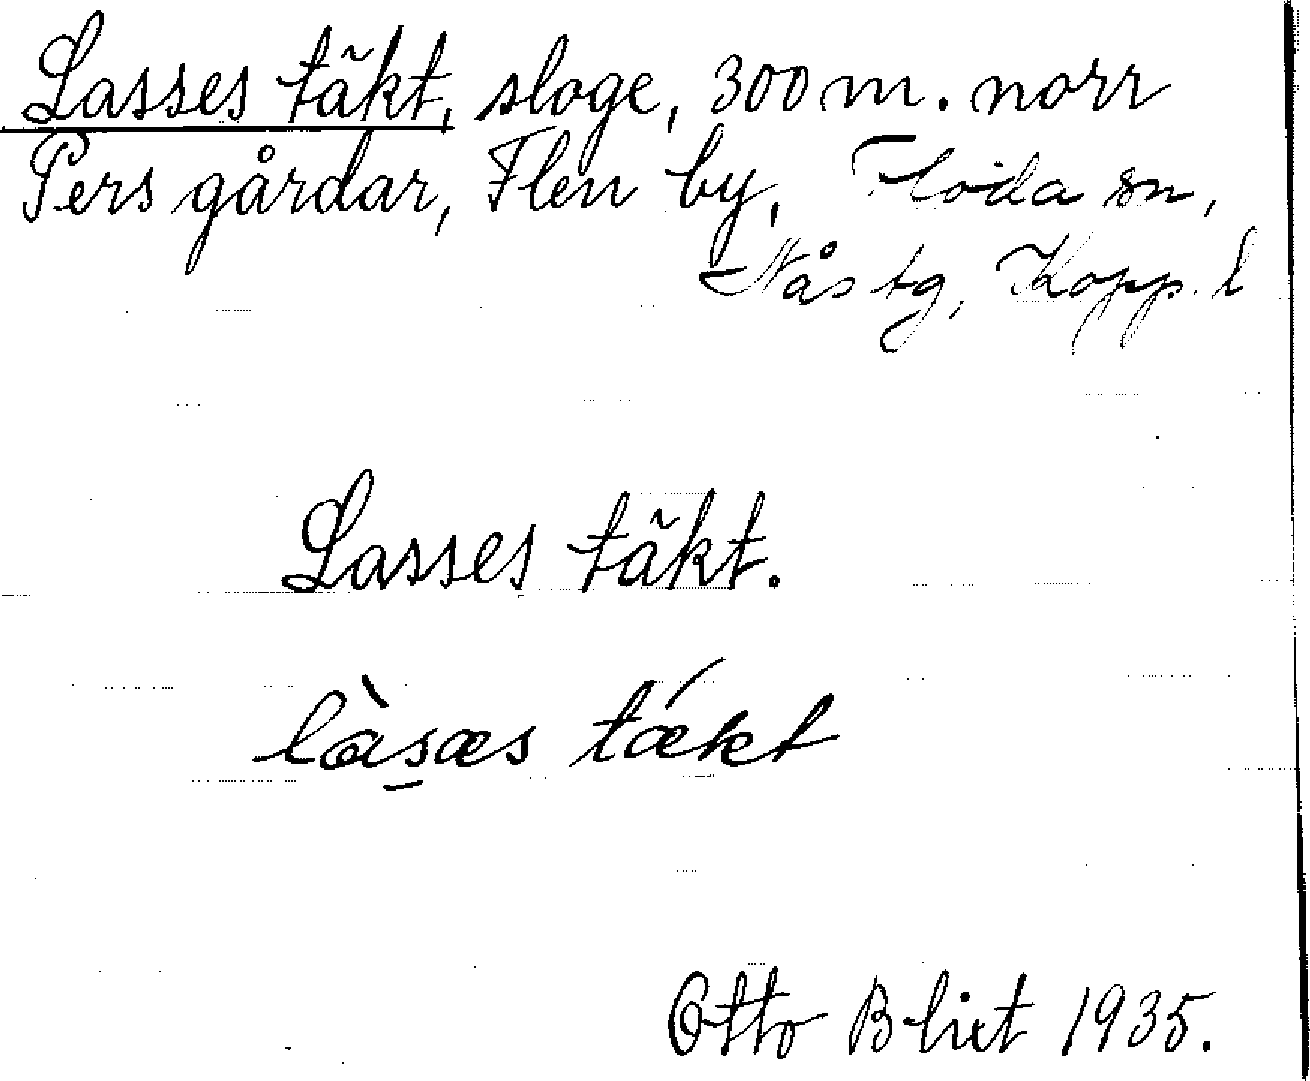 Lasses täkt, sloge, 300 m. norr
Pers gårdar, Flen by, Floda sn,
Nås tg, Kopp. l
Lasses täkt.
làsæs tǽkt
Otto Blixt 1935.